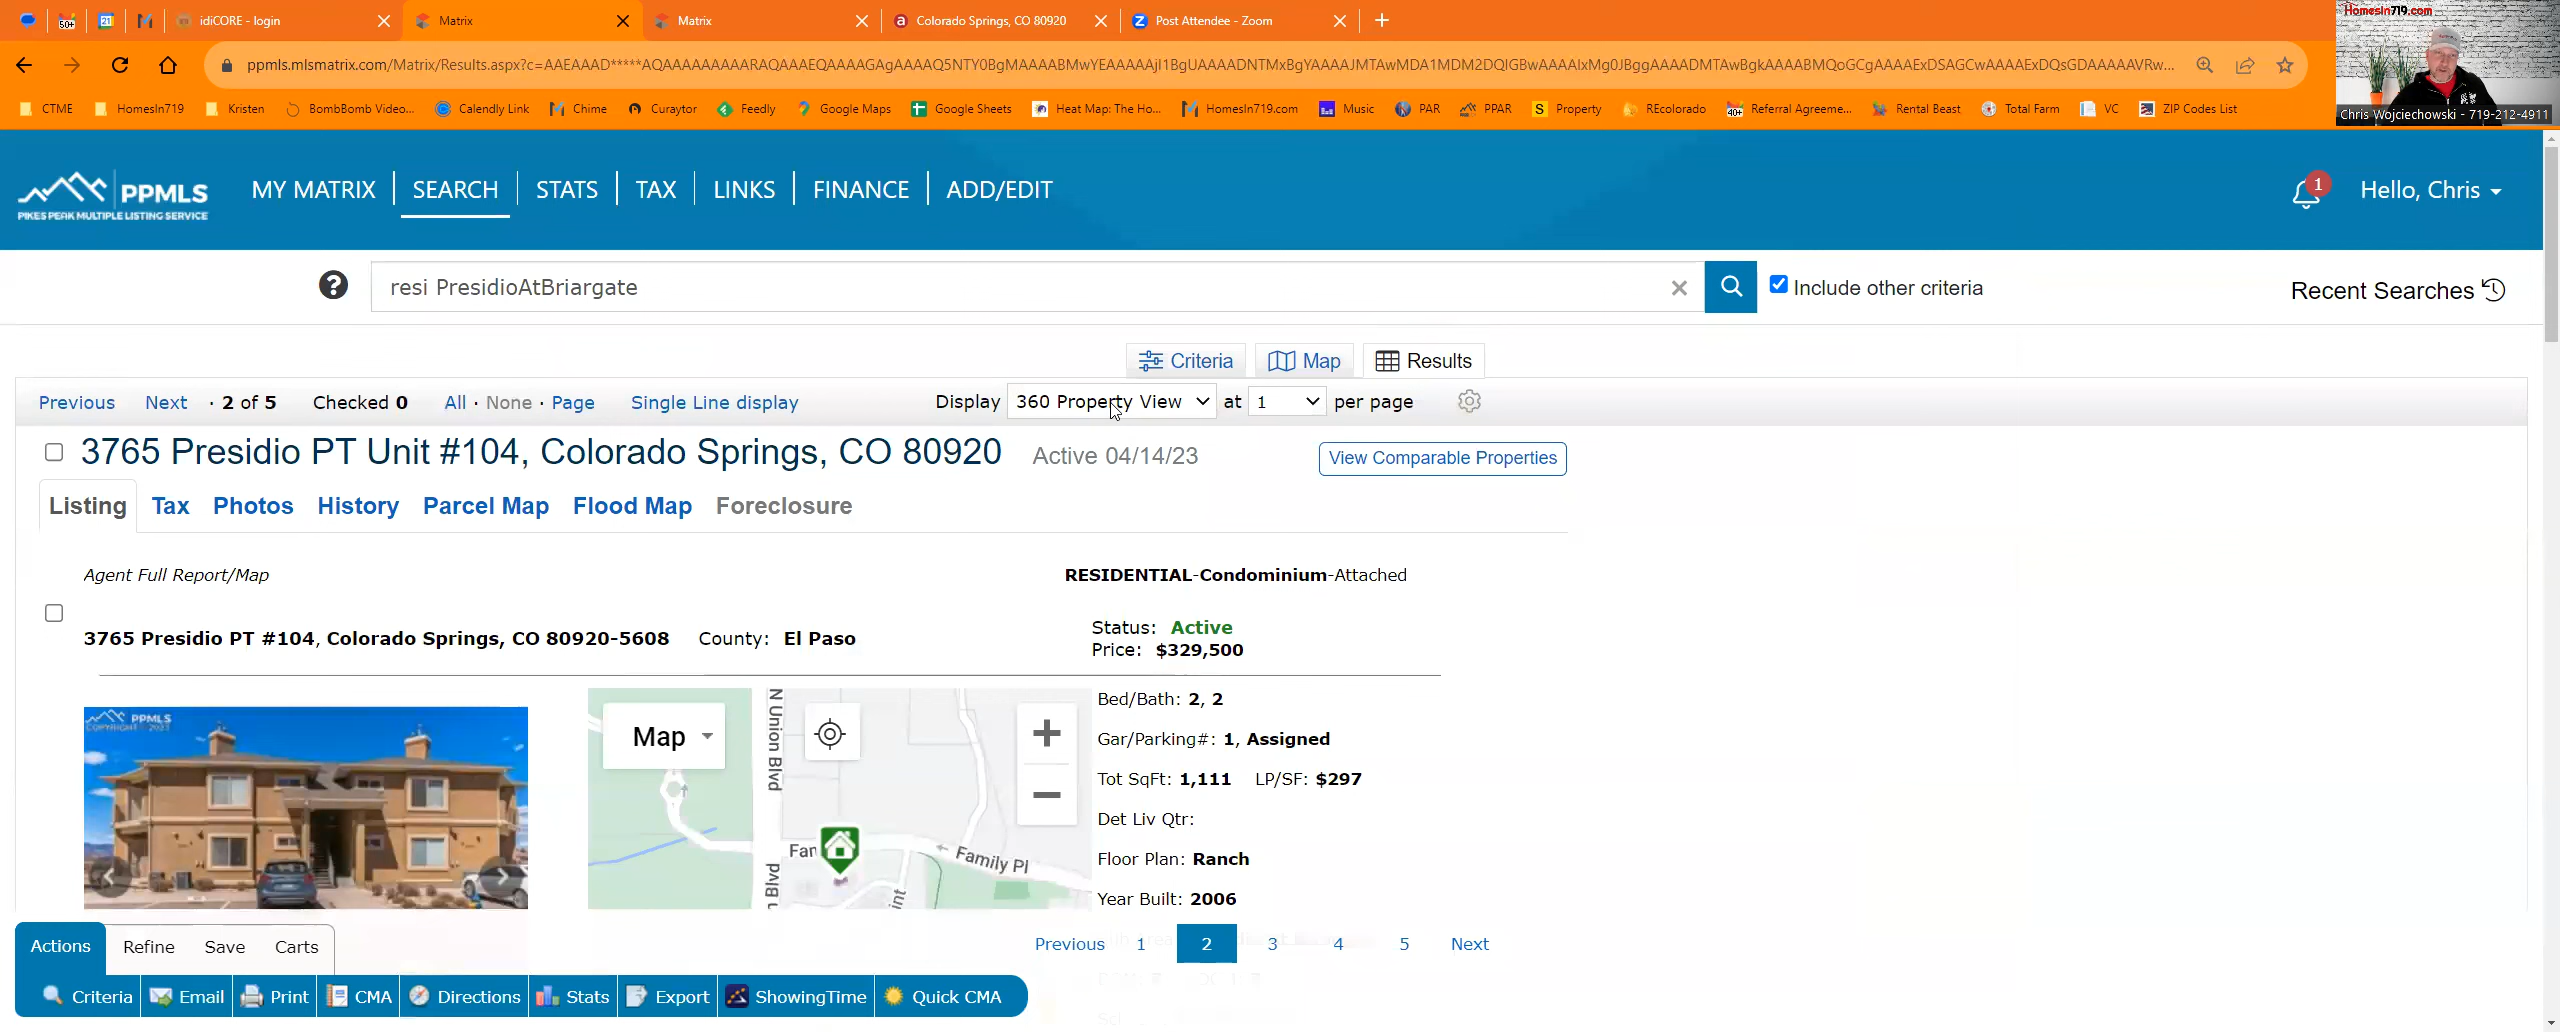 idiCORE - login
Matrix
Matrix
Colorado Springs, CO 80920
Post Attendee - Zoom
HomesIn719.com
CTME
HomesIn719
Kristen
BombBomb Video...
Calendly Link
Chime
Curaytor
Feedly
Google Maps
Google Sheets
Heat Map: The Ho...
HomesIn719.com
Music
PAR
PPAR
Property
REcolorado
Referral Agreeme...
Rental Beast
Total Farm
VC
ZIP Codes List
Chris Wojciechowski - 719-212-4911
PPMLS
PIKES PEAK MULTIPLE LISTING SERVICE
MY MATRIX
SEARCH
STATS
TAX
LINKS
FINANCE
ADD/EDIT
1
Hello, Chris
resi PresidioAtBriargate
Include other criteria
Recent Searches
Criteria
Map
Results
Previous Next · 2 of 5 Checked 0 All · None · Page Single Line display Display 360 Property View at 1 per page
3765 Presidio PT Unit #104, Colorado Springs, CO 80920 Active 04/14/23
View Comparable Properties
Listing Tax Photos History Parcel Map Flood Map Foreclosure
Agent Full Report/Map
RESIDENTIAL-Condominium-Attached
3765 Presidio PT #104, Colorado Springs, CO 80920-5608 County: El Paso
Status: Active
Price: $329,500
PPMLS
Map
N Union Blvd
Family Pl
Bed/Bath: 2, 2
Gar/Parking#: 1, Assigned
Tot SqFt: 1,111 LP/SF: $297
Det Liv Qtr:
Floor Plan: Ranch
Year Built: 2006
Actions Refine Save Carts
Previous 1 2 3 4 5 Next
Criteria Email Print CMA Directions Stats Export ShowingTime Quick CMA